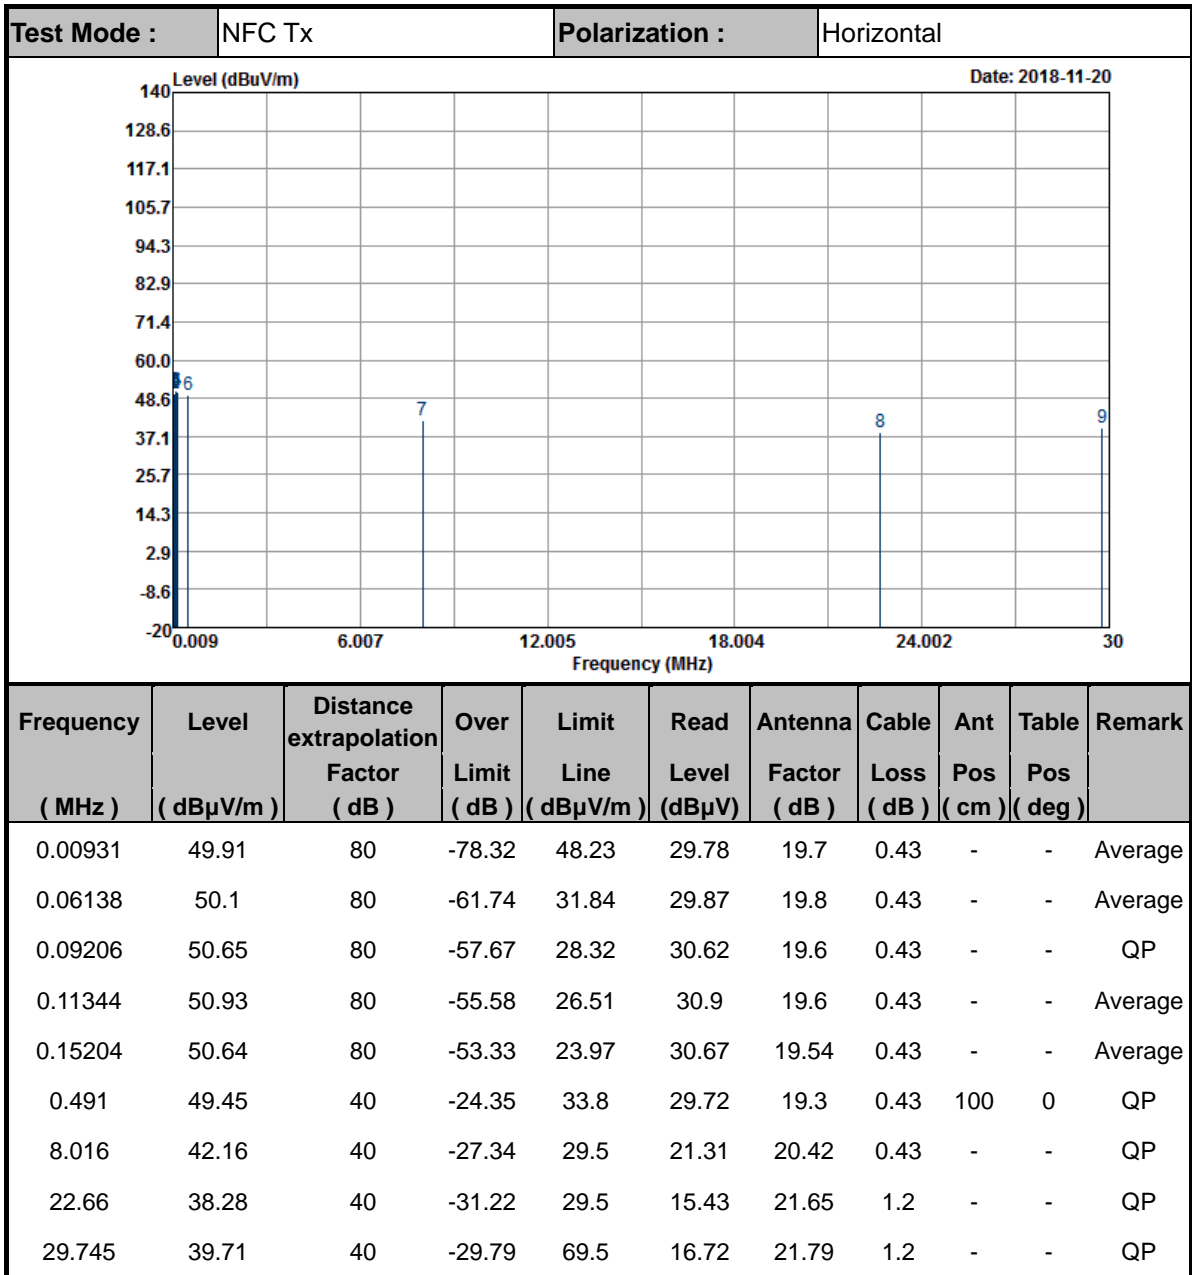 Test Mode : NFC Tx Polarization : Horizontal
Level (dBuV/m) Date: 2018-11-20
140
128.6
117.1
105.7
94.3
82.9
71.4
60.0
48.6
37.1
25.7
14.3
2.9
-8.6
-20
6
7
8
9
0.009 6.007 12.005 18.004 24.002 30
Frequency (MHz)
Frequency Level Distance extrapolation Over Limit Read Antenna Cable Ant Table Remark
Factor Limit Line Level Factor Loss Pos Pos
( MHz ) ( dBµV/m ) ( dB ) ( dB ) ( dBµV/m ) (dBµV) ( dB ) ( dB ) ( cm ) ( deg )
0.00931 49.91 80 -78.32 48.23 29.78 19.7 0.43 - - Average
0.06138 50.1 80 -61.74 31.84 29.87 19.8 0.43 - - Average
0.09206 50.65 80 -57.67 28.32 30.62 19.6 0.43 - - QP
0.11344 50.93 80 -55.58 26.51 30.9 19.6 0.43 - - Average
0.15204 50.64 80 -53.33 23.97 30.67 19.54 0.43 - - Average
0.491 49.45 40 -24.35 33.8 29.72 19.3 0.43 100 0 QP
8.016 42.16 40 -27.34 29.5 21.31 20.42 0.43 - - QP
22.66 38.28 40 -31.22 29.5 15.43 21.65 1.2 - - QP
29.745 39.71 40 -29.79 69.5 16.72 21.79 1.2 - - QP